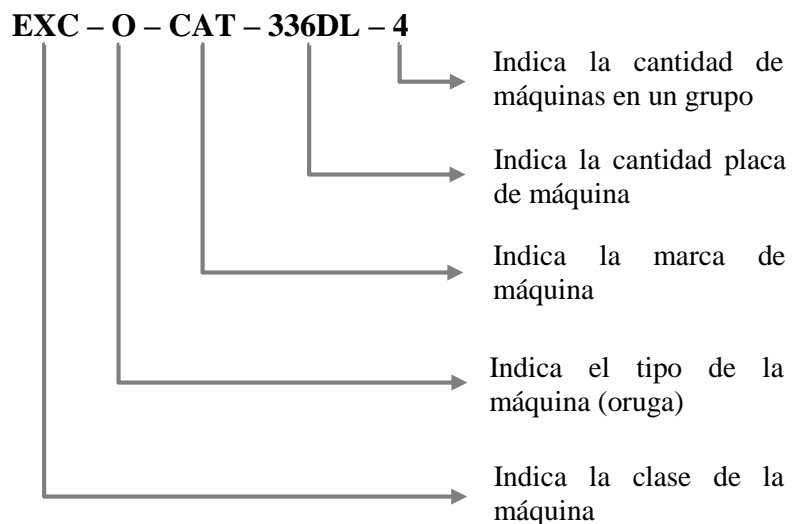 EXC – O – CAT – 336DL – 4
Indica la cantidad de
máquinas en un grupo
Indica la cantidad placa
de máquina
Indica la marca de
máquina
Indica el tipo de la
máquina (oruga)
Indica la clase de la
máquina